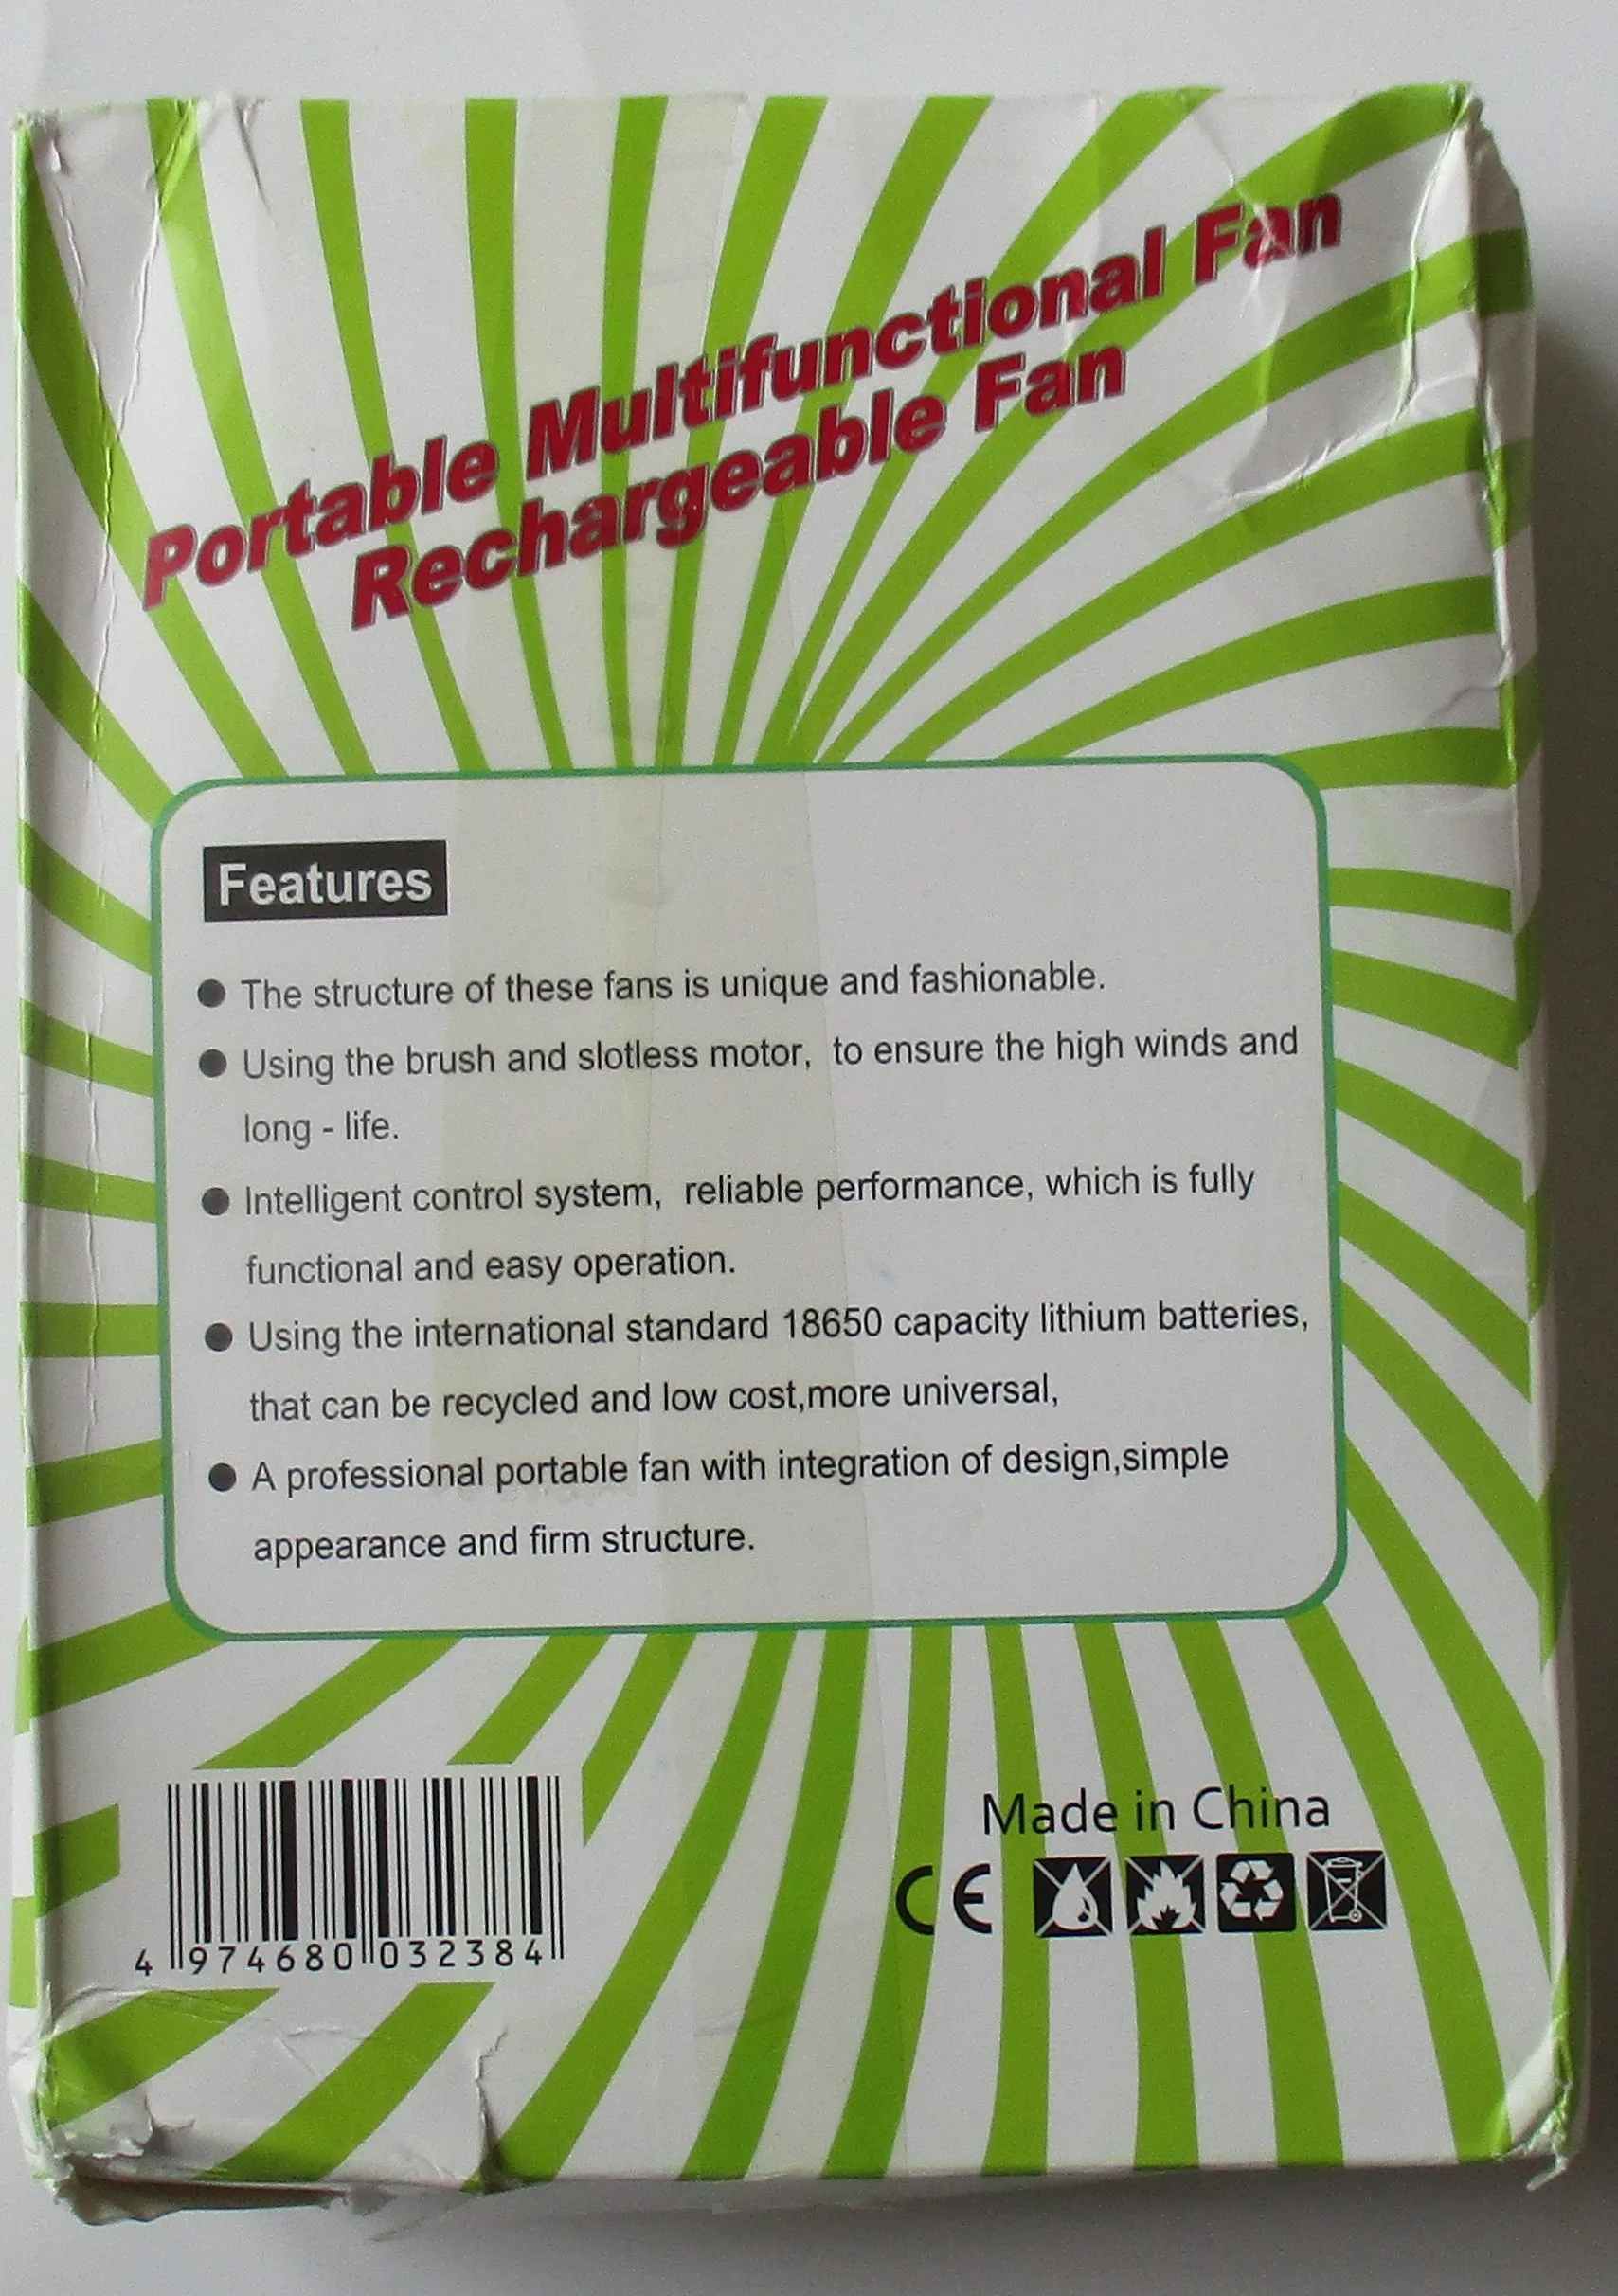 Portable Multifunctional Fan
Rechargeable Fan
Features
● The structure of these fans is unique and fashionable.
● Using the brush and slotless motor, to ensure the high winds and
long - life.
● Intelligent control system, reliable performance, which is fully
functional and easy operation.
● Using the international standard 18650 capacity lithium batteries,
that can be recycled and low cost,more universal,
● A professional portable fan with integration of design,simple
appearance and firm structure.
Made in China
CE
4 974680 032384